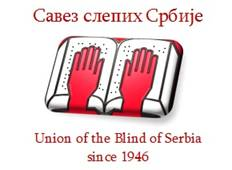 Савез слепих Србије
Union of the Blind of Serbia
since 1946